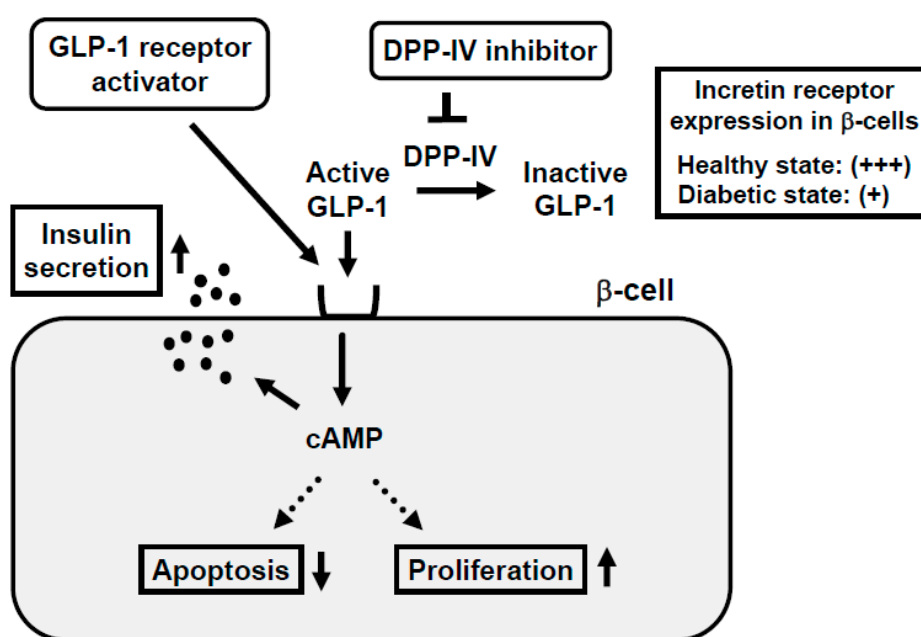 GLP-1 receptor
activator
DPP-IV inhibitor
Incretin receptor
expression in β-cells
Healthy state: (+++)
Diabetic state: (+)
DPP-IV
Active
GLP-1
Inactive
GLP-1
Insulin
secretion
β-cell
cAMP
Apoptosis
Proliferation